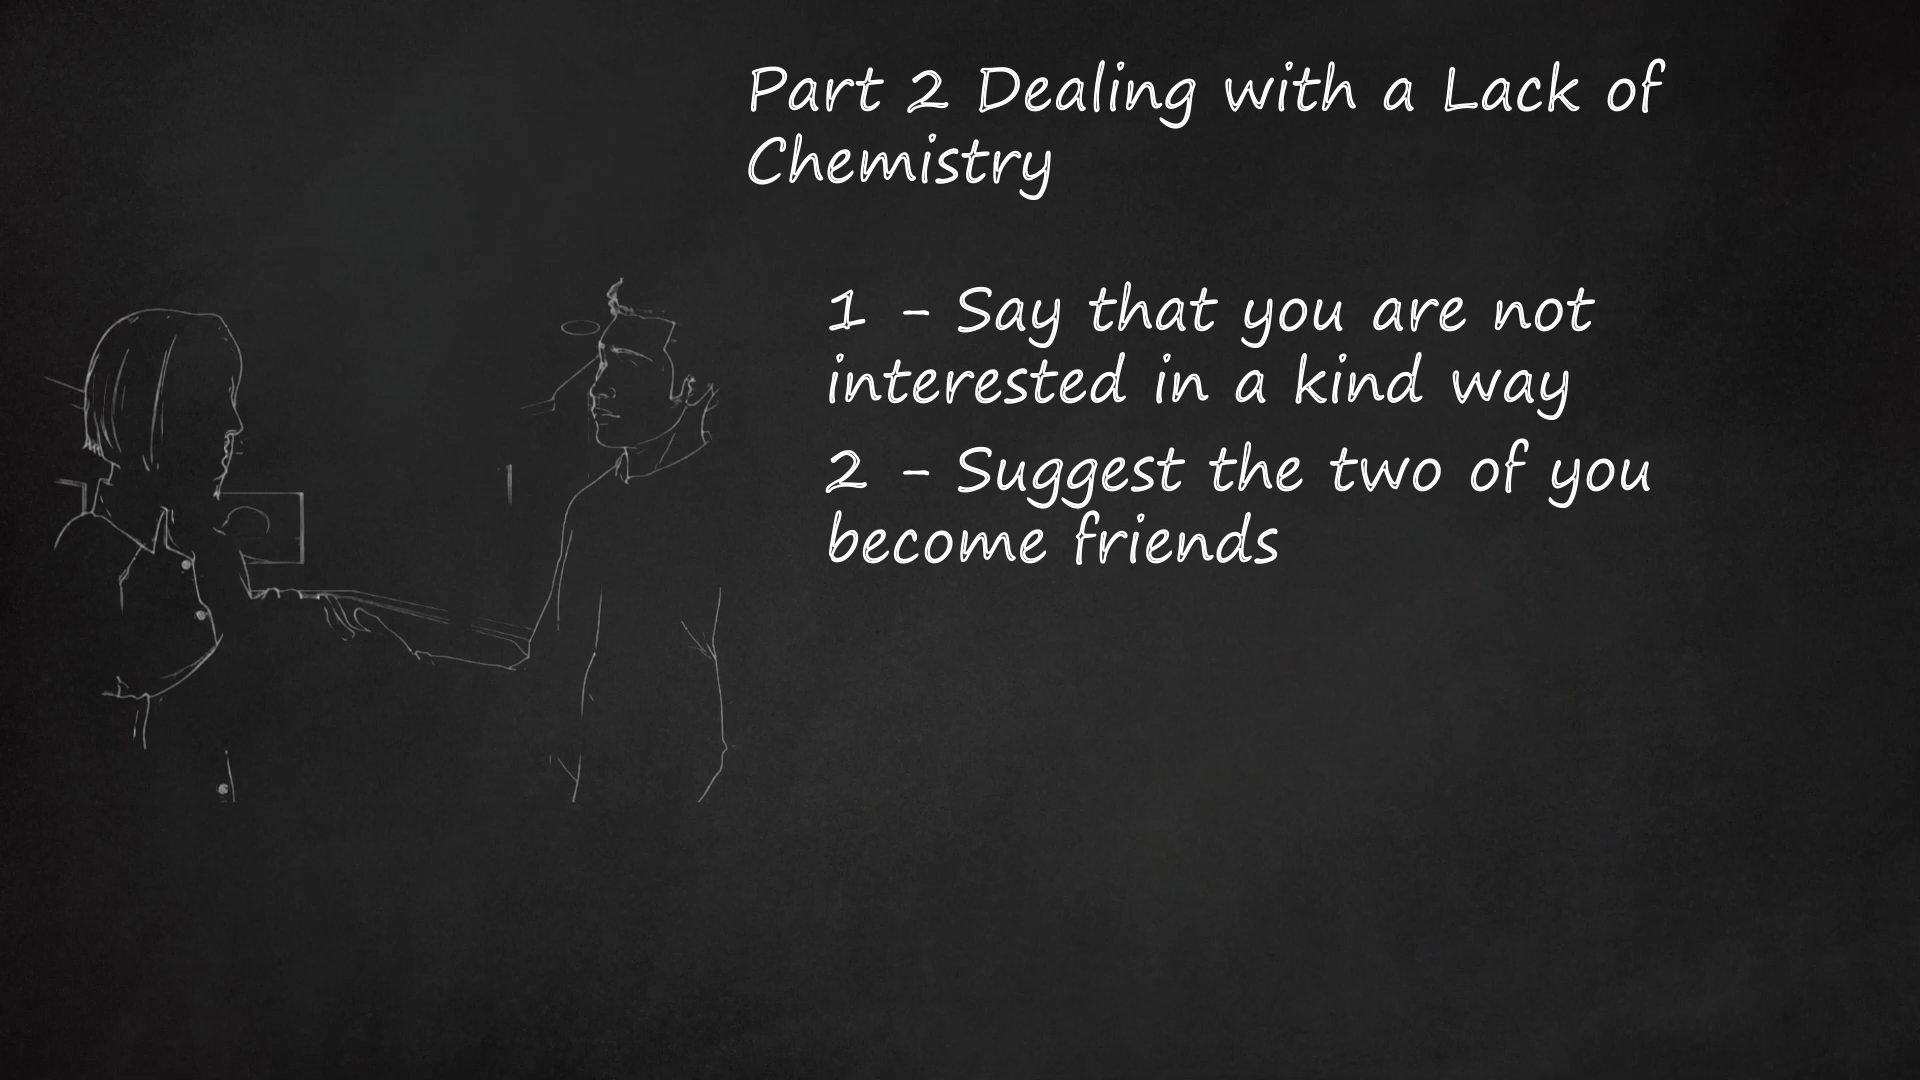 Part 2 Dealing with a Lack of
Chemistry
1 - Say that you are not
interested in a kind way
2 - Suggest the two of you
become friends